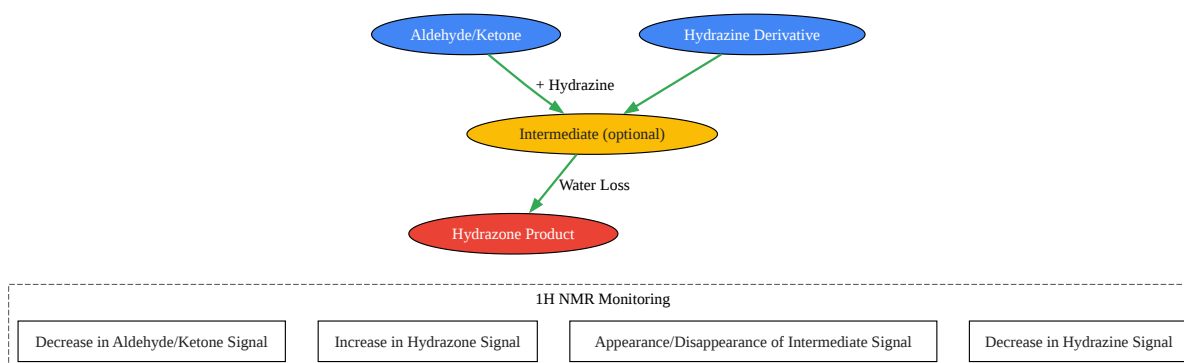 Aldehyde/Ketone
Hydrazine Derivative
+ Hydrazine
Intermediate (optional)
Water Loss
Hydrazone Product
1H NMR Monitoring
Decrease in Aldehyde/Ketone Signal
Increase in Hydrazone Signal
Appearance/Disappearance of Intermediate Signal
Decrease in Hydrazine Signal